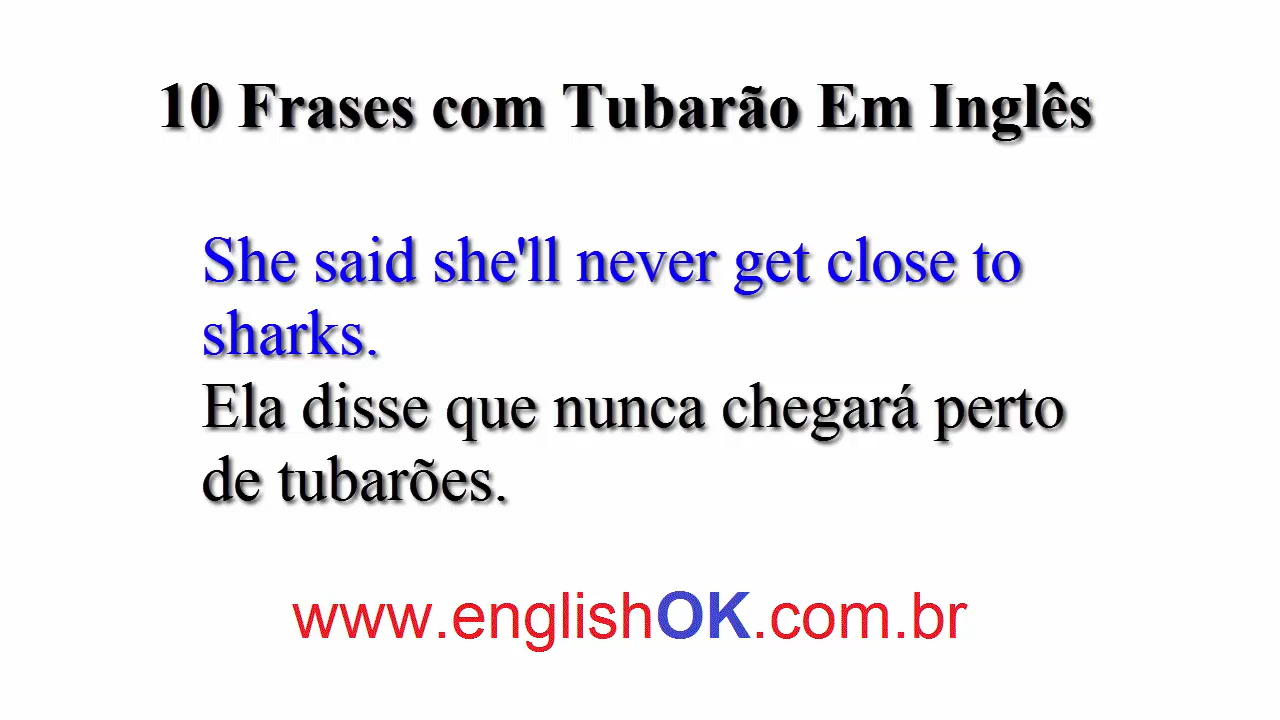 10 Frases com Tubarão Em Inglês
She said she'll never get close to
sharks.
Ela disse que nunca chegará perto
de tubarões.
www.englishOK.com.br